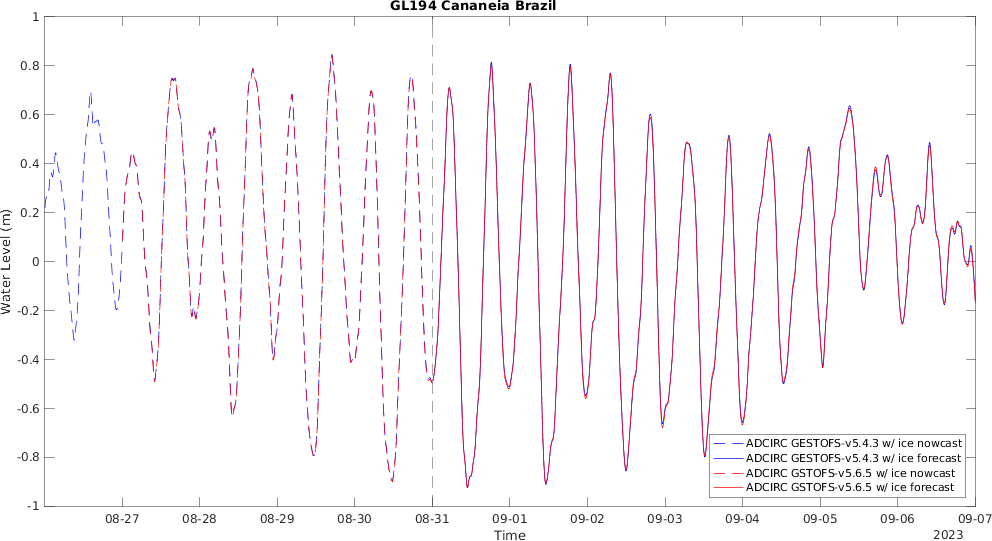 GL194 Cananeia Brazil
1
0.8
0.6
0.4
0.2
0
-0.2
-0.4
-0.6
-0.8
-1
Water Level (m)
ADCIRC GESTOFS-v5.4.3 w/ ice nowcast
ADCIRC GESTOFS-v5.4.3 w/ ice forecast
ADCIRC GSTOFS-v5.6.5 w/ ice nowcast
ADCIRC GSTOFS-v5.6.5 w/ ice forecast
08-27 08-28 08-29 08-30 08-31 09-01 09-02 09-03 09-04 09-05 09-06 09-07
Time
2023